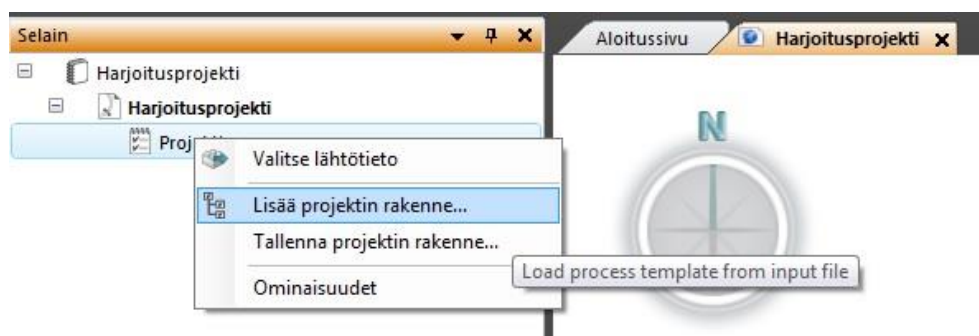 Selain
Aloitussivu
Harjoitusprojekti
Harjoitusprojekti
Harjoitusprojekti
N
Valitse lähtötieto
Lisää projektin rakenne...
Tallenna projektin rakenne...
Load process template from input file
Ominaisuudet